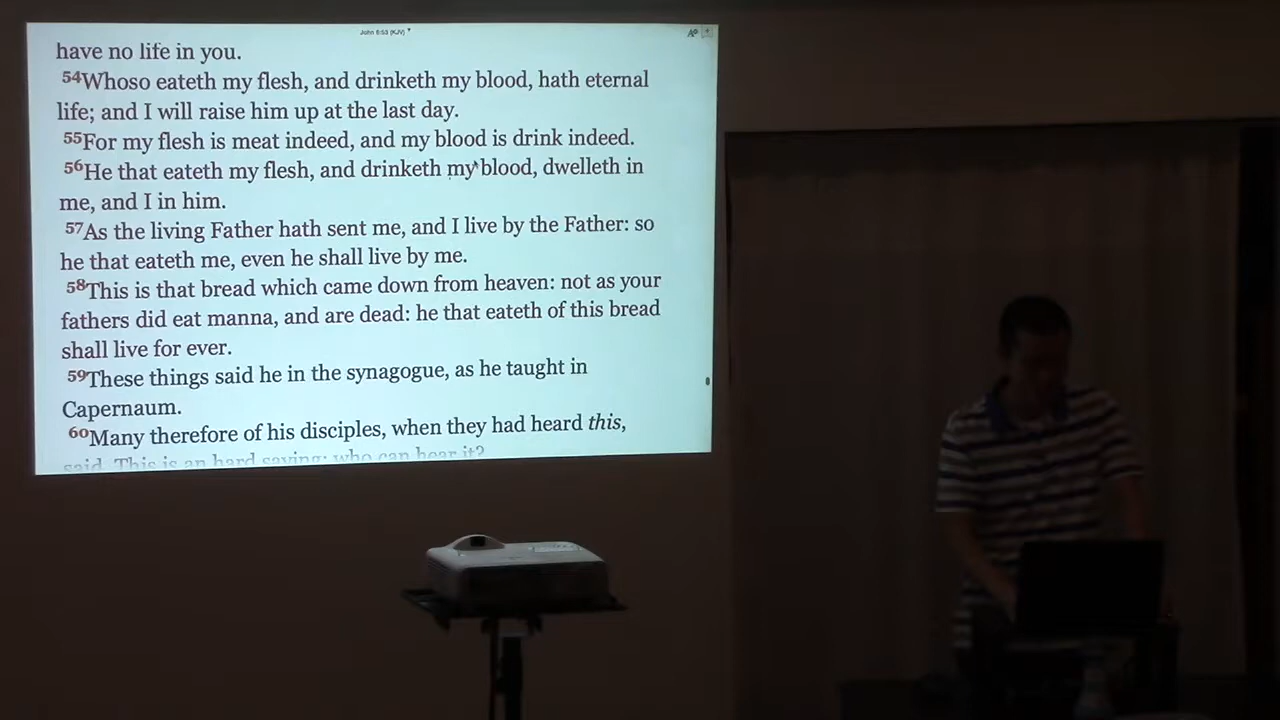 John 6:53 (KJV)
have no life in you.
54Whoso eateth my flesh, and drinketh my blood, hath eternal
life; and I will raise him up at the last day.
55For my flesh is meat indeed, and my blood is drink indeed.
56He that eateth my flesh, and drinketh my blood, dwelleth in
me, and I in him.
57As the living Father hath sent me, and I live by the Father: so
he that eateth me, even he shall live by me.
58This is that bread which came down from heaven: not as your
fathers did eat manna, and are dead: he that eateth of this bread
shall live for ever.
59These things said he in the synagogue, as he taught in
Capernaum.
60Many therefore of his disciples, when they had heard this,
said, This is an hard saying; who can hear it?